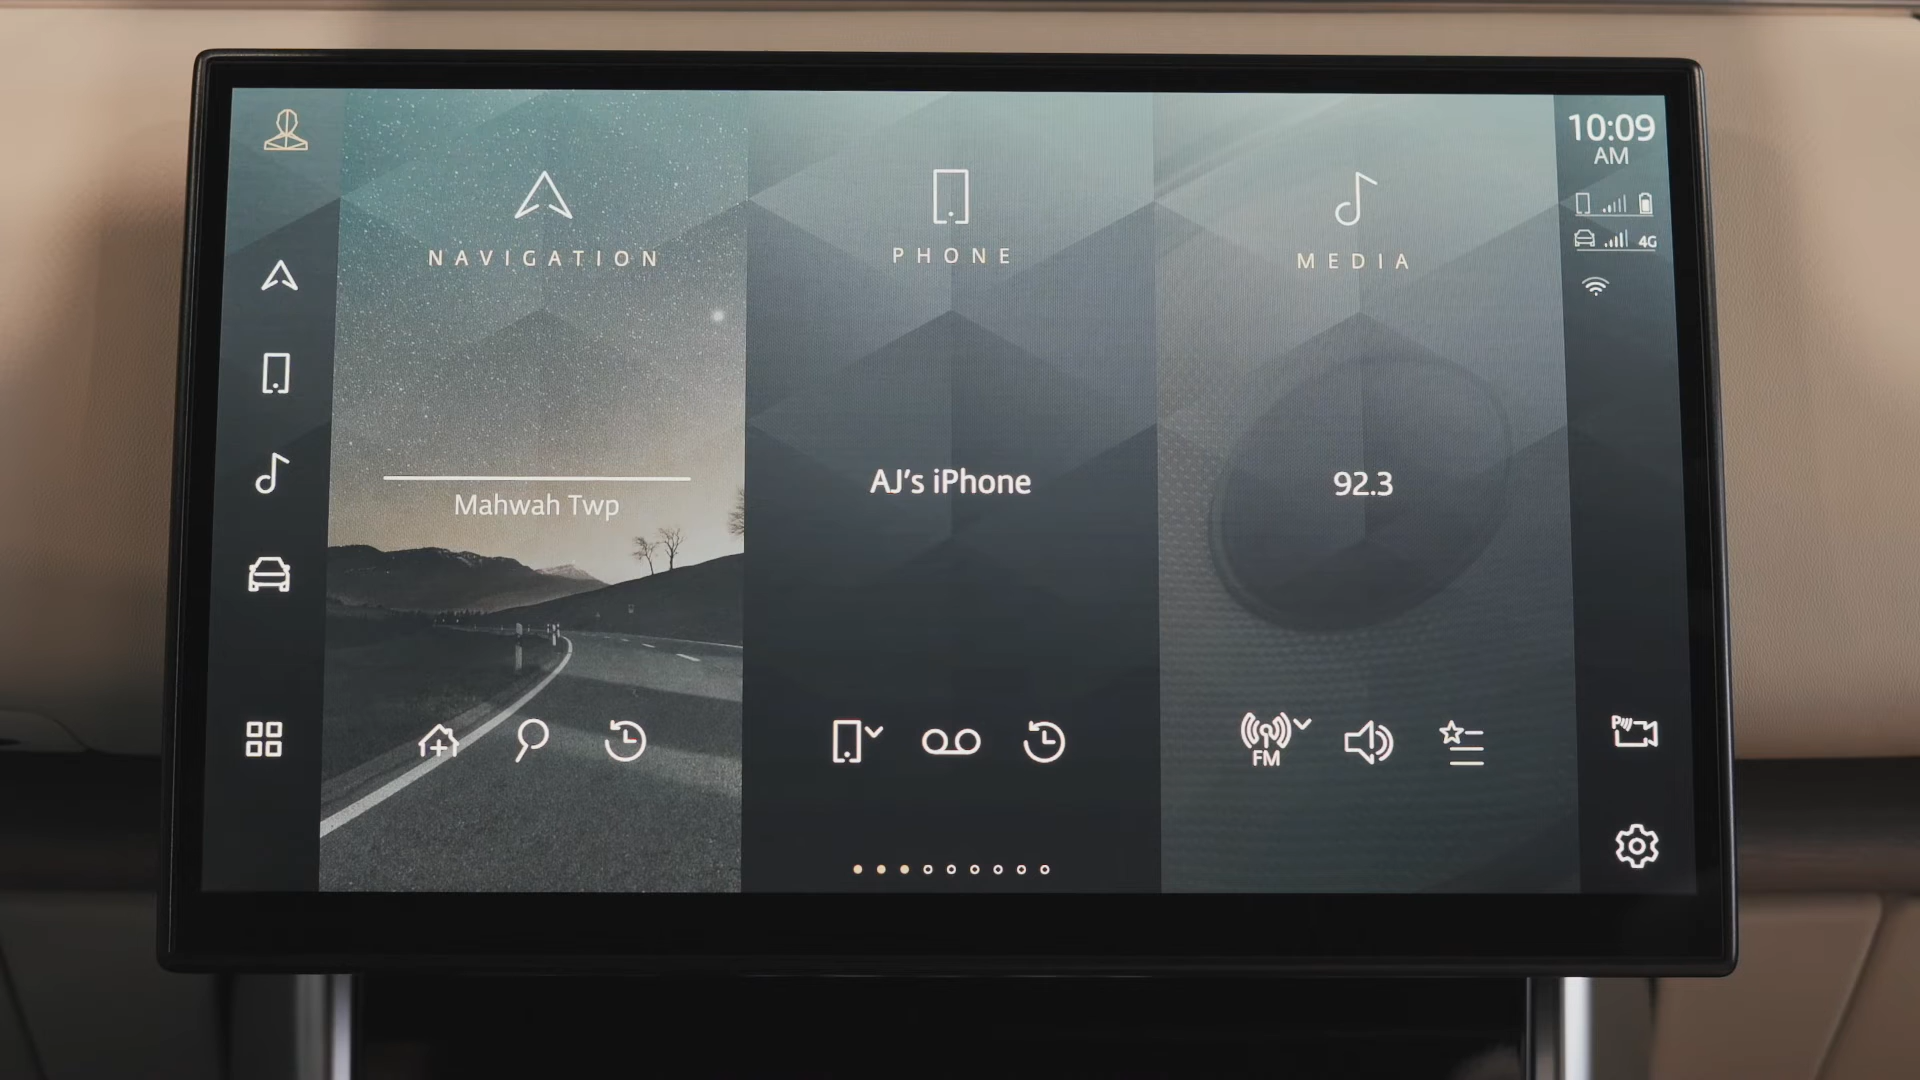 10:09
AM
4G
NAVIGATION
PHONE
MEDIA
Mahwah Twp
AJ's iPhone
92.3
FM
P